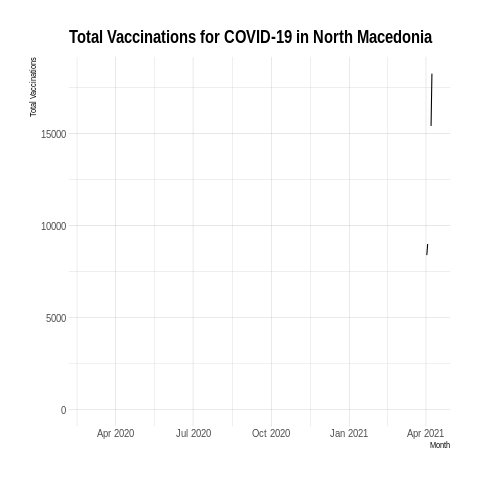 Total Vaccinations for COVID-19 in North Macedonia
Total Vaccinations
15000
10000
5000
0
Apr 2020 Jul 2020 Oct 2020 Jan 2021 Apr 2021
Month